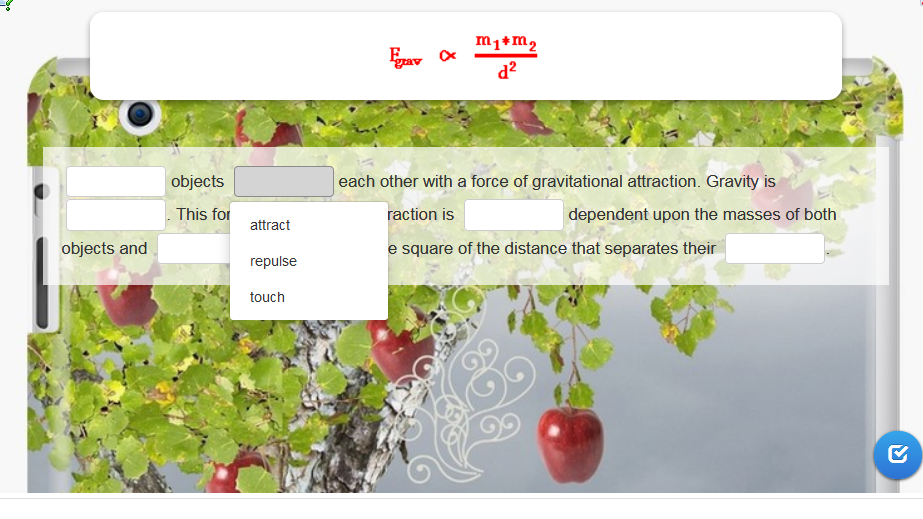 Fgrav ∝ m1*m2
d2
objects each other with a force of gravitational attraction. Gravity is
. This for raction is dependent upon the masses of both
attract
objects and e square of the distance that separates their .
repulse
touch